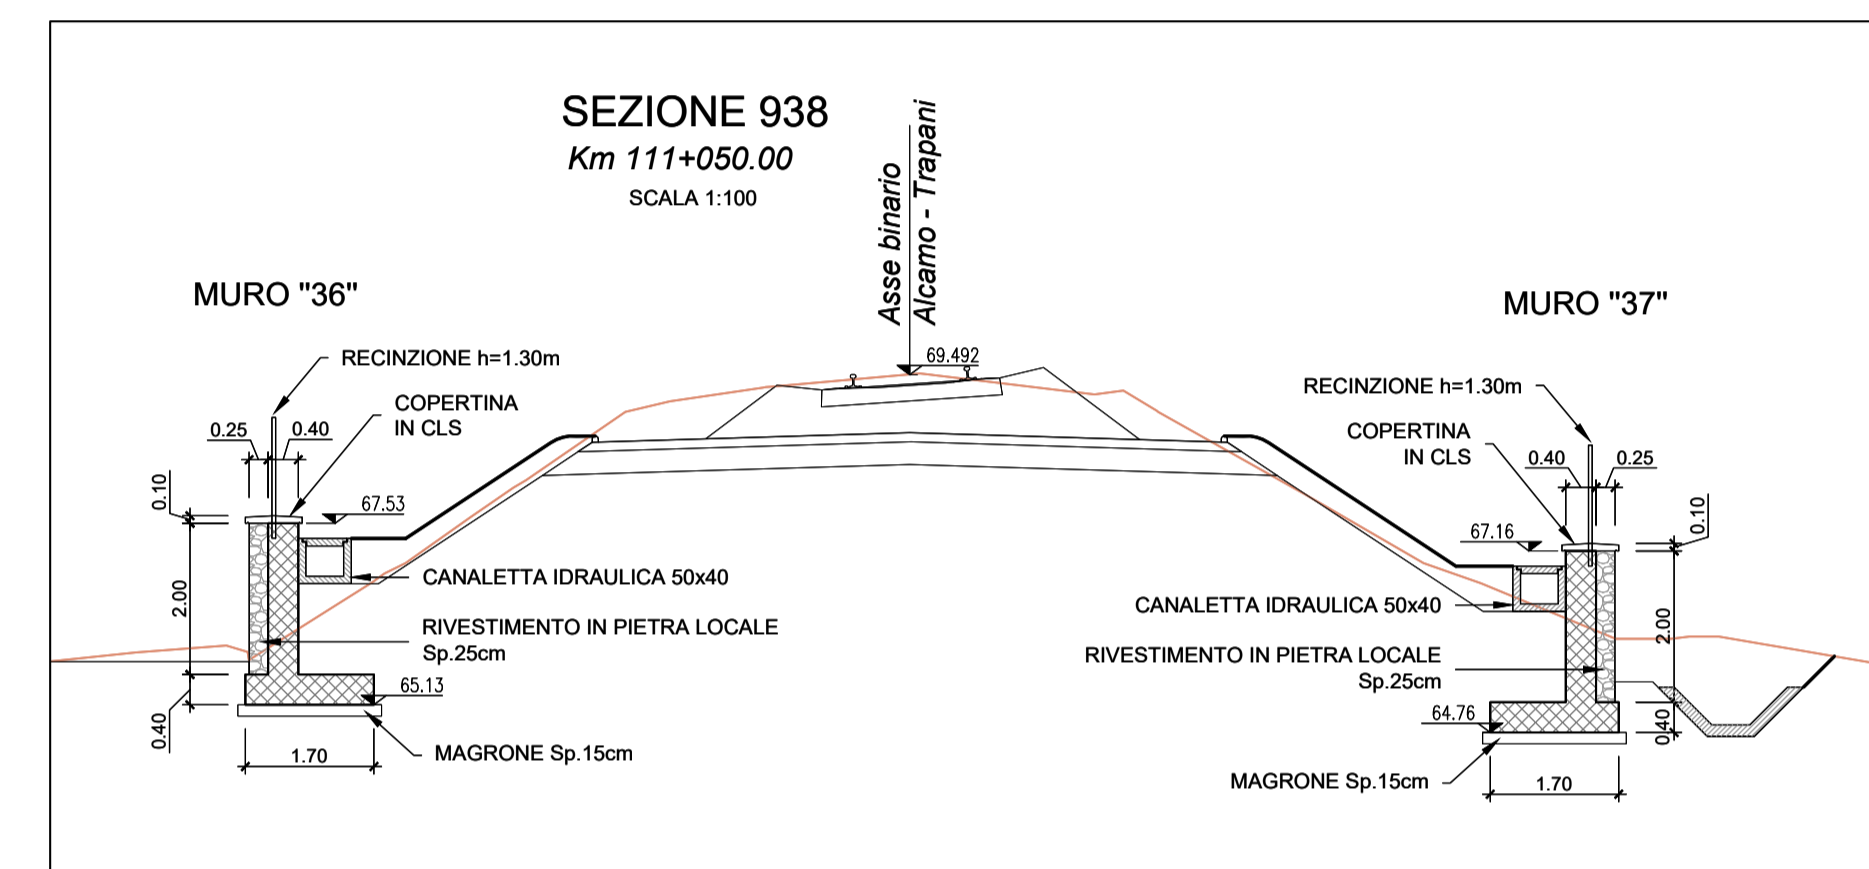 SEZIONE 938
Km 111+050.00
SCALA 1:100
Asse binario
Alcamo - Trapani
69.492
MURO "36"
RECINZIONE h=1.30m
COPERTINA
IN CLS
0.25
0.40
0.10
67.53
2.00
CANALETTA IDRAULICA 50x40
RIVESTIMENTO IN PIETRA LOCALE
Sp.25cm
65.13
0.40
1.70
MAGRONE Sp.15cm
MURO "37"
RECINZIONE h=1.30m
COPERTINA
IN CLS
0.40
0.25
0.10
67.16
CANALETTA IDRAULICA 50x40
2.00
RIVESTIMENTO IN PIETRA LOCALE
Sp.25cm
64.76
0.40
MAGRONE Sp.15cm
1.70